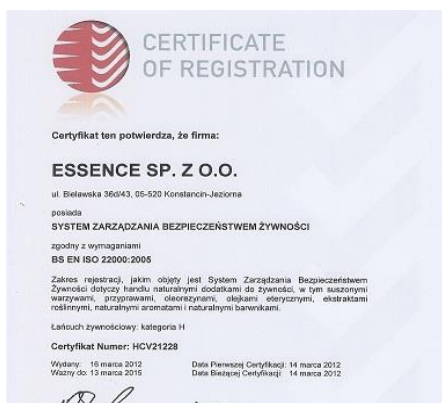 CERTIFICATE
OF REGISTRATION
Certyfikat ten potwierdza, że firma:
ESSENCE SP. Z O.O.
ul. Bielawska 36d/43, 05-520 Konstancin-Jeziorna
posiada
SYSTEM ZARZĄDZANIA BEZPIECZEŃSTWEM ŻYWNOŚCI
zgodny z wymaganiami
BS EN ISO 22000:2005
Zakres rejestracji, jakim objęty jest System Zarządzania Bezpieczeństwem
Żywności dotyczy handlu naturalnymi dodatkami do żywności, w tym suszonymi
warzywami, przyprawami, oleorezynami, olejkami eterycznymi, ekstraktami
roślinnymi, naturalnymi aromatami i naturalnymi barwnikami.
Łańcuch żywnościowy: kategoria H
Certyfikat Numer: HCV21228
Wydany: 16 marca 2012 Data Pierwszej Certyfikacji: 14 marca 2012
Ważny do: 13 marca 2015 Data Bieżącej Certyfikacji: 14 marca 2012